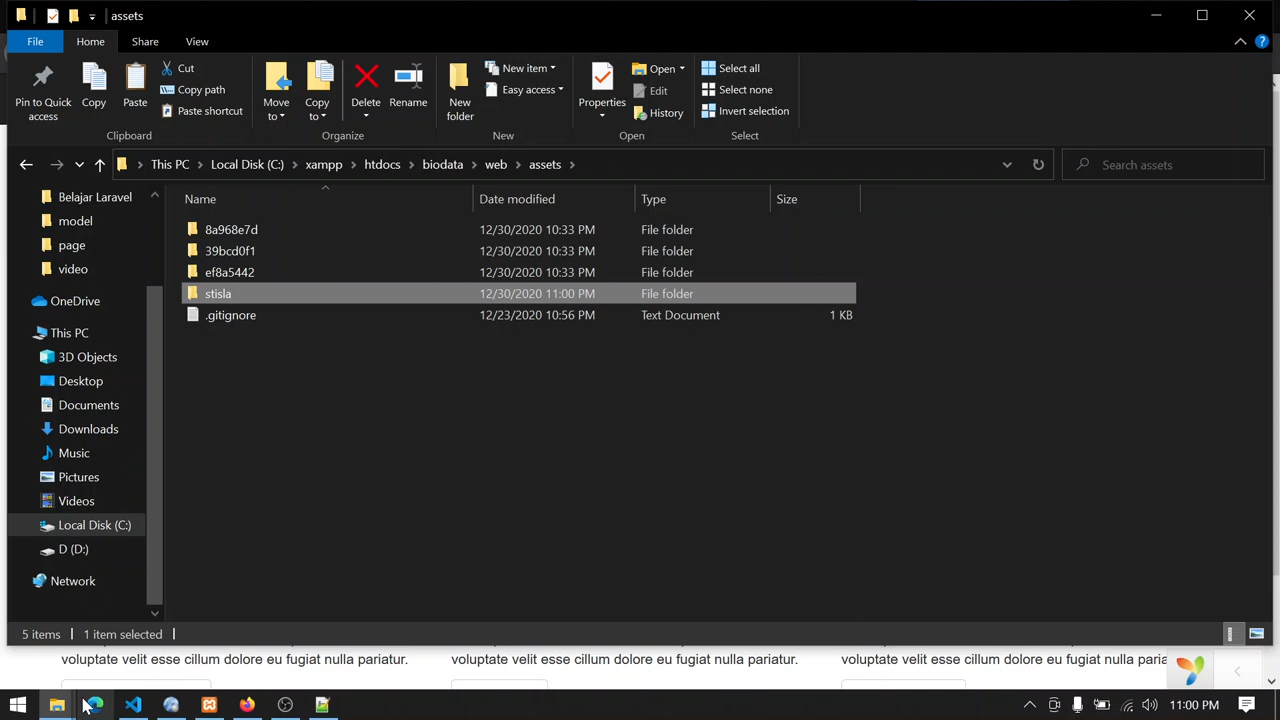 assets
File Home Share View
Pin to Quick access
Copy
Paste
Cut
Copy path
Paste shortcut
Clipboard
Move to
Copy to
Delete
Rename
Organize
New folder
New item
Easy access
New
Properties
Open
Edit
History
Open
Select all
Select none
Invert selection
Select
This PC > Local Disk (C:) > xampp > htdocs > biodata > web > assets >
Search assets
Belajar Laravel
model
page
video
OneDrive
This PC
3D Objects
Desktop
Documents
Downloads
Music
Pictures
Videos
Local Disk (C:)
D (D:)
Network
Name Date modified Type Size
8a968e7d 12/30/2020 10:33 PM File folder
39bcd0f1 12/30/2020 10:33 PM File folder
ef8a5442 12/30/2020 10:33 PM File folder
stisla 12/30/2020 11:00 PM File folder
.gitignore 12/23/2020 10:56 PM Text Document 1 KB
5 items 1 item selected
voluptate velit esse cillum dolore eu fugiat nulla pariatur. voluptate velit esse cillum dolore eu fugiat nulla pariatur. voluptate velit esse cillum dolore eu fugiat nulla
11:00 PM